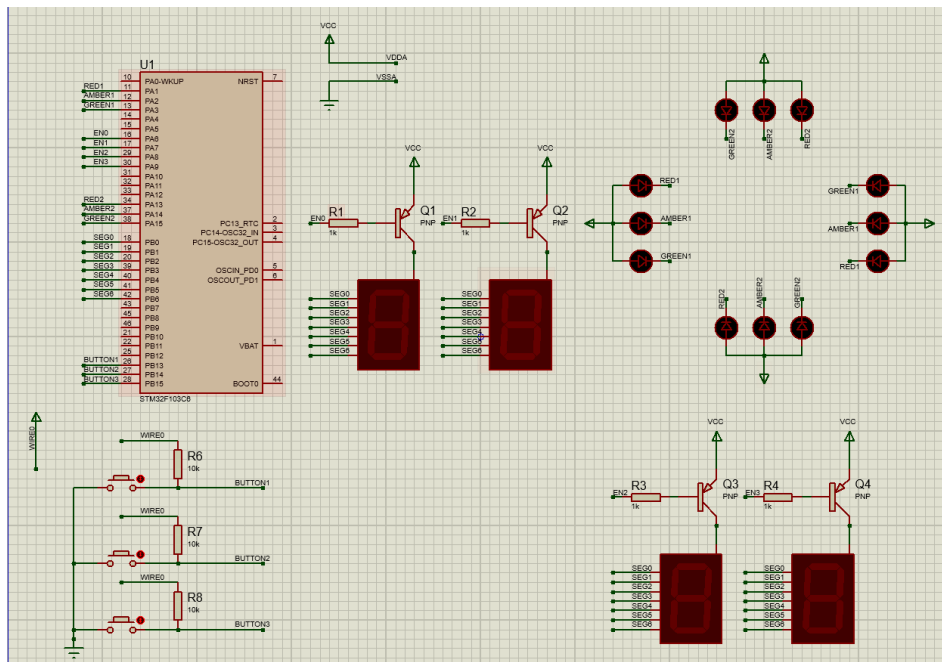 VCC
VDDA
VSSA
U1
10 PA0-WKUP NRST 7
RED1 11 PA1
AMBER1 12 PA2
GREEN1 13 PA3
14 PA4
15 PA5
EN0 16 PA6
EN1 17 PA7
EN2 29 PA8
EN3 30 PA9
31 PA10
32 PA11
33 PA12
RED2 34 PA13
AMBER2 37 PA14
GREEN2 38 PA15
PC13_RTC 2
PC14-OSC32_IN 3
PC15-OSC32_OUT 4
SEG0 18 PB0
SEG1 19 PB1
SEG2 20 PB2
SEG3 39 PB3
SEG4 40 PB4
SEG5 41 PB5
SEG6 42 PB6
43 PB7
45 PB8
46 PB9
21 PB10
22 PB11
25 PB12
BUTTON1 26 PB13
BUTTON2 27 PB14
BUTTON3 28 PB15
OSCIN_PD0 5
OSCOUT_PD1 6
VBAT 1
BOOT0 44
STM32F103C6
VCC
EN0
R1
1k
Q1
PNP
SEG0
SEG1
SEG2
SEG3
SEG4
SEG5
SEG6
VCC
EN1
R2
1k
Q2
PNP
SEG0
SEG1
SEG2
SEG3
SEG4
SEG5
SEG6
GREEN2
AMBER2
RED2
RED1
AMBER1
GREEN1
GREEN1
AMBER1
RED1
RED2
AMBER2
GREEN2
WIRE0
WIRE0
R6
10k
BUTTON1
WIRE0
R7
10k
BUTTON2
WIRE0
R8
10k
BUTTON3
VCC
EN2
R3
1k
Q3
PNP
SEG0
SEG1
SEG2
SEG3
SEG4
SEG5
SEG6
VCC
EN3
R4
1k
Q4
PNP
SEG0
SEG1
SEG2
SEG3
SEG4
SEG5
SEG6